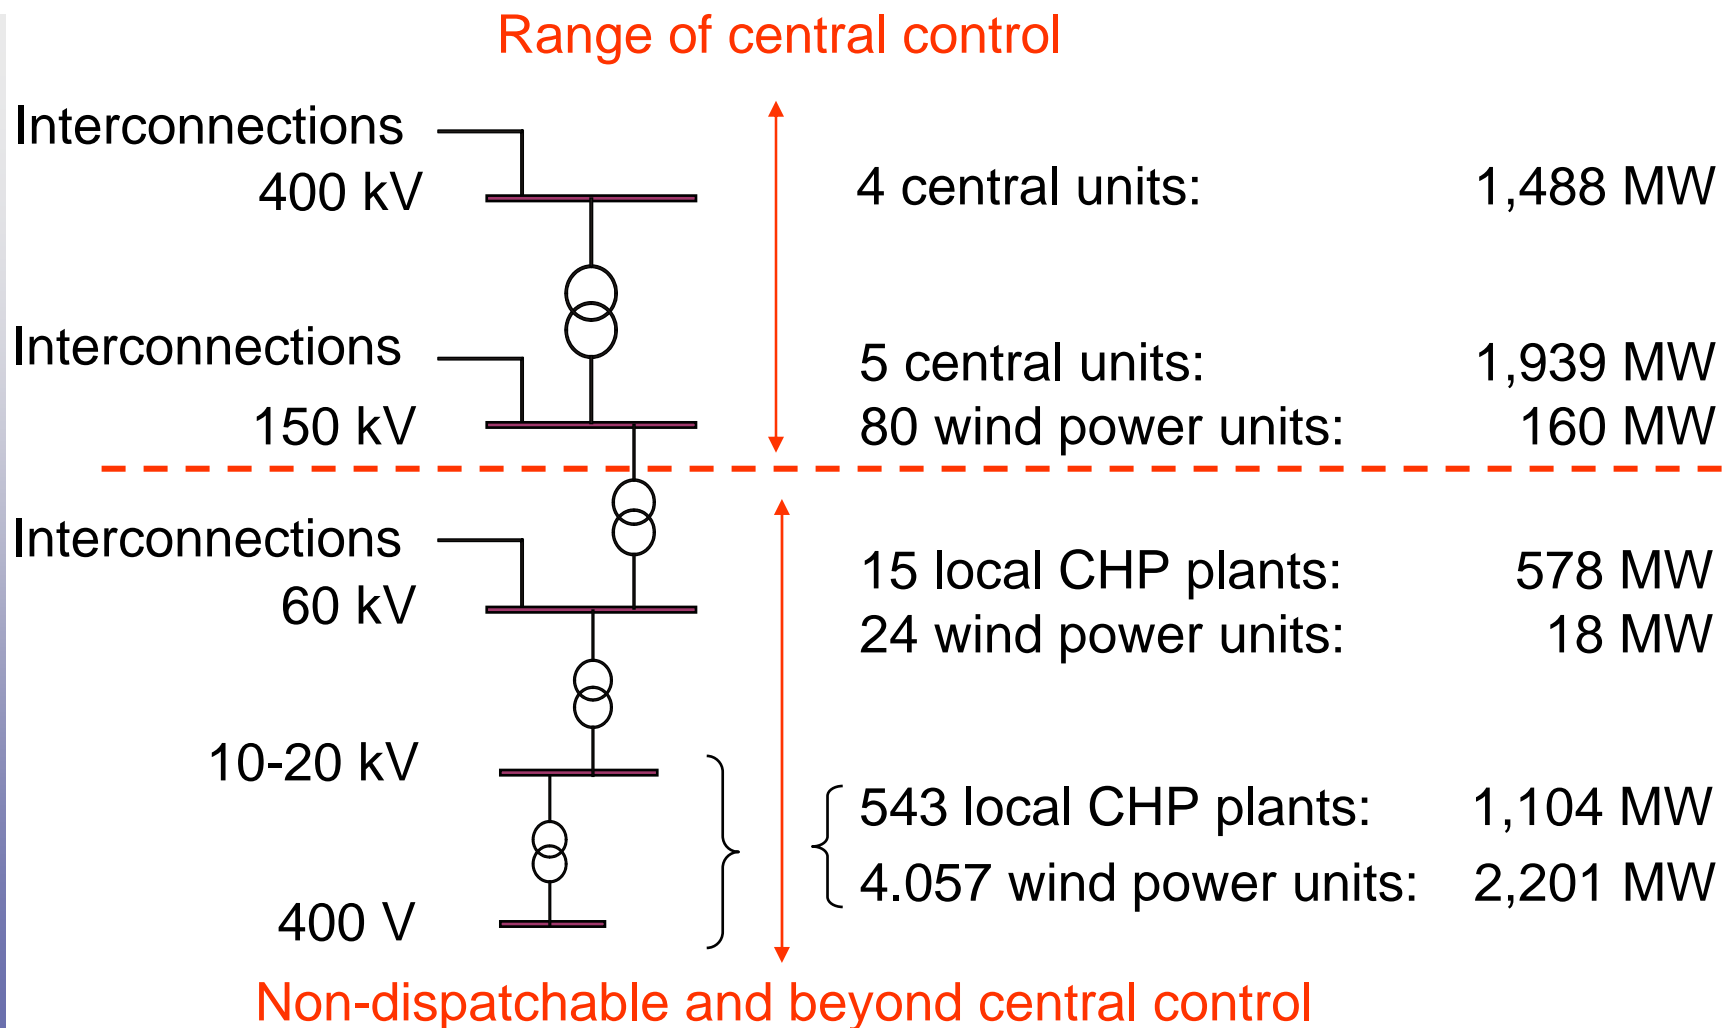 Range of central control
Interconnections
400 kV
4 central units: 1,488 MW
Interconnections
5 central units: 1,939 MW
150 kV
80 wind power units: 160 MW
Interconnections
15 local CHP plants: 578 MW
60 kV
24 wind power units: 18 MW
10-20 kV
543 local CHP plants: 1,104 MW
4.057 wind power units: 2,201 MW
400 V
Non-dispatchable and beyond central control